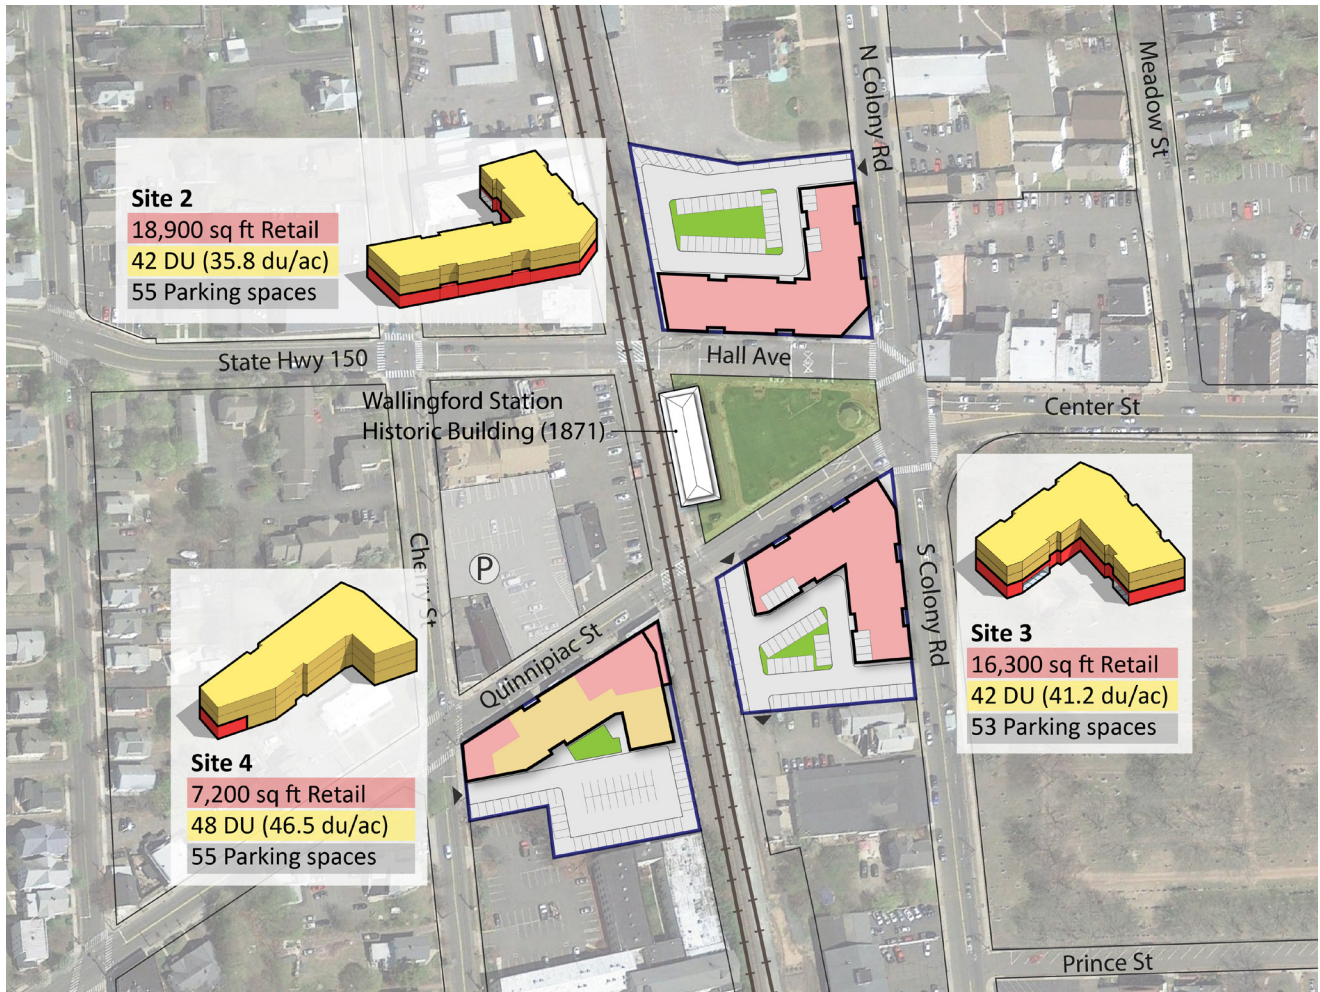 N Colony Rd
Meadow St
Site 2
18,900 sq ft Retail
42 DU (35.8 du/ac)
55 Parking spaces
State Hwy 150
Hall Ave
Wallingford Station
Historic Building (1871)
Center St
Cherry St
P
Quinnipiac St
S Colony Rd
Site 3
16,300 sq ft Retail
42 DU (41.2 du/ac)
53 Parking spaces
Site 4
7,200 sq ft Retail
48 DU (46.5 du/ac)
55 Parking spaces
Prince St